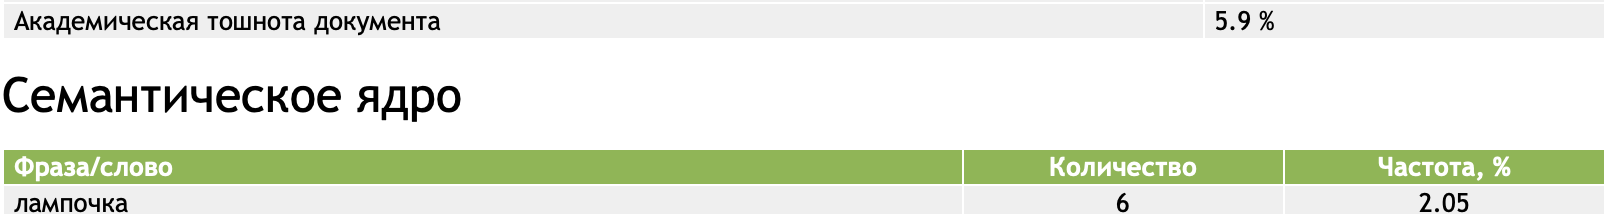 Академическая тошнота документа 5.9 %
Семантическое ядро
Фраза/слово Количество Частота, %
лампочка 6 2.05